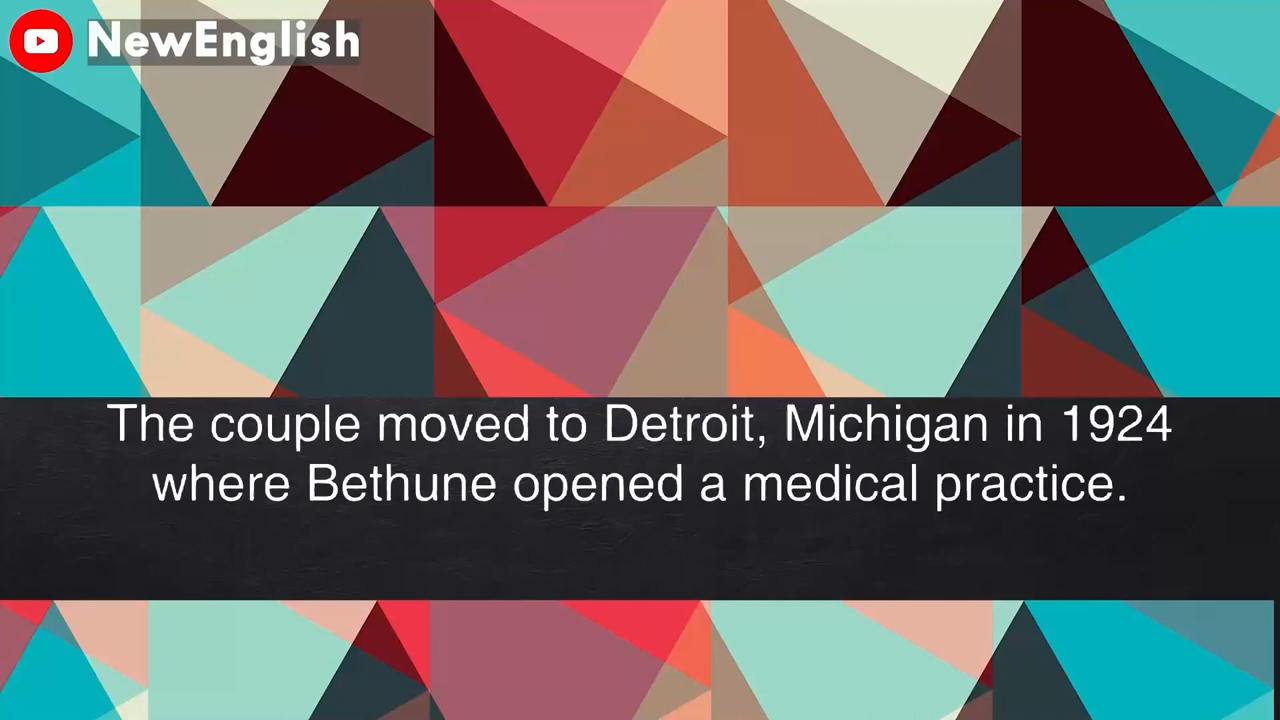 NewEnglish
The couple moved to Detroit, Michigan in 1924
where Bethune opened a medical practice.